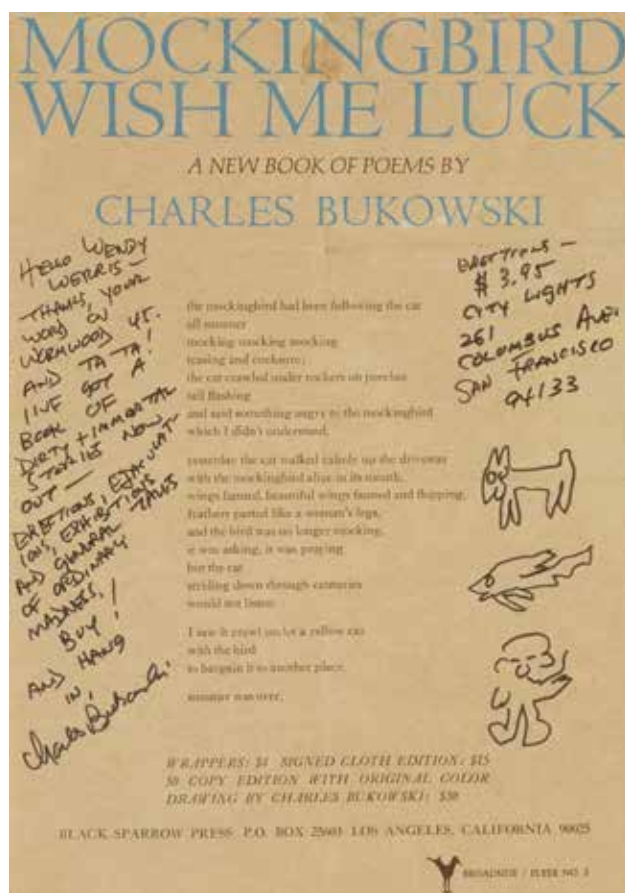 MOCKINGBIRD
WISH ME LUCK
A NEW BOOK OF POEMS BY
CHARLES BUKOWSKI
HELLO WENDY
WERRIS—
THANKS, YOUR
WORD ON
WORMWOOD 45.
AND TA-TA!
I'VE GOT A
BOOK OF
DIRTY + IMMORTAL
STORIES NOW
OUT—
ERECTIONS, EJACULAT-
IONS, EXHIBITIONS
AND GENERAL TALES
OF ORDINARY
MADNESS.
BUY!
AND HANG
IN,
Charles Bukowski
the mockingbird had been following the cat
all summer
mocking mocking mocking
teasing and cocksure;
the cat crawled under rockers on porches
tail flashing
and said something angry to the mockingbird
which I didn't understand.
yesterday the cat walked calmly up the driveway
with the mockingbird alive in its mouth,
wings fanned, beautiful wings fanned and flopping,
feathers parted like a woman's legs,
and the bird was no longer mocking,
it was asking, it was praying
but the cat
striding down through centuries
would not listen.
I saw it crawl under a yellow car
with the bird
to bargain it to another place.
summer was over.
ERECTIONS—
$3.95
CITY LIGHTS
261
COLUMBUS AVE.
SAN FRANCISCO
94133
WRAPPERS: $4 SIGNED CLOTH EDITION: $15
50 COPY EDITION WITH ORIGINAL COLOR
DRAWING BY CHARLES BUKOWSKI: $30
BLACK SPARROW PRESS P.O. BOX 25603 LOS ANGELES, CALIFORNIA 90025
BROADSIDE / FLYER NO 3